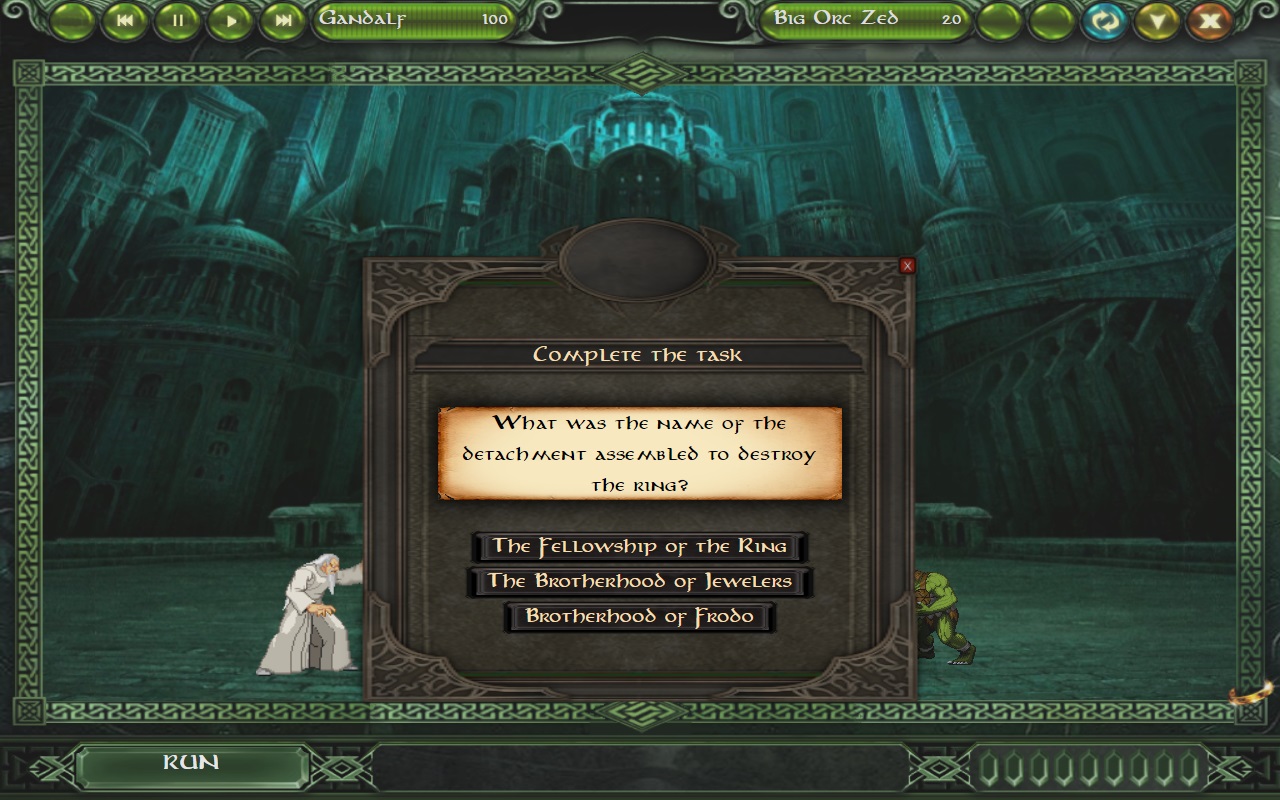 Gandalf 100
Big Orc Zed 20
X
Complete the task
What was the name of the
detachment assembled to destroy
the ring?
The Fellowship of the Ring
The Brotherhood of Jewelers
Brotherhood of Frodo
RUN